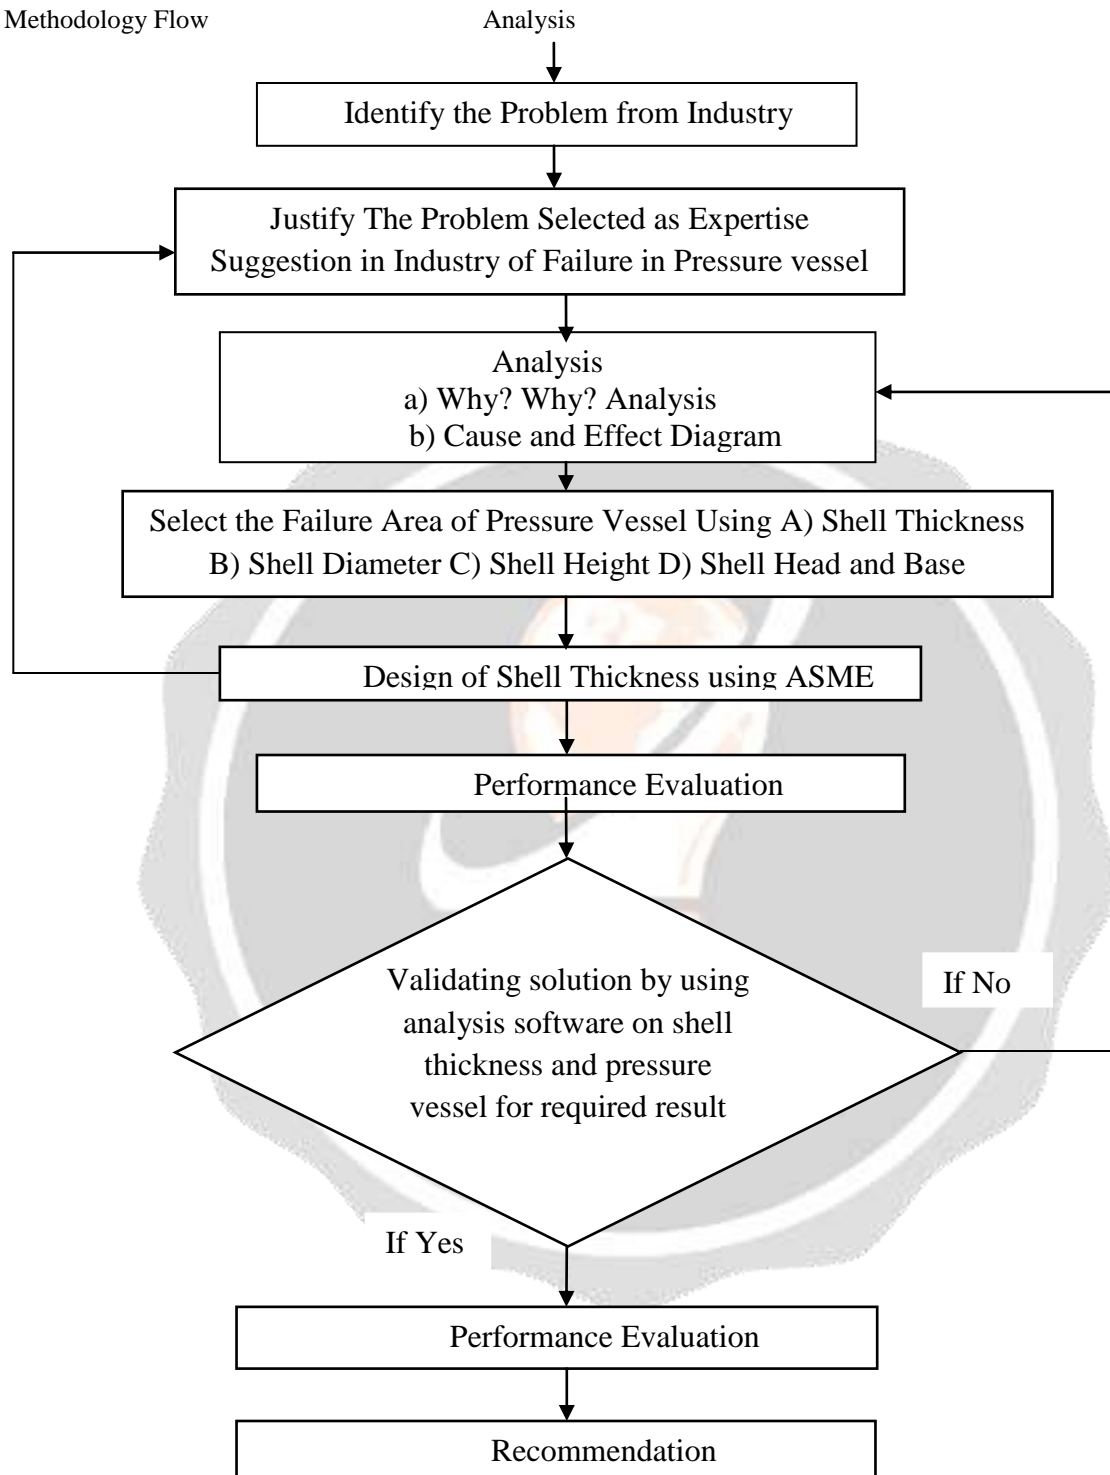 Methodology Flow
Analysis
Identify the Problem from Industry
Justify The Problem Selected as Expertise
Suggestion in Industry of Failure in Pressure vessel
Analysis
a) Why? Why? Analysis
b) Cause and Effect Diagram
Select the Failure Area of Pressure Vessel Using A) Shell Thickness
B) Shell Diameter C) Shell Height D) Shell Head and Base
Design of Shell Thickness using ASME
Performance Evaluation
Validating solution by using
analysis software on shell
thickness and pressure
vessel for required result
If No
If Yes
Performance Evaluation
Recommendation